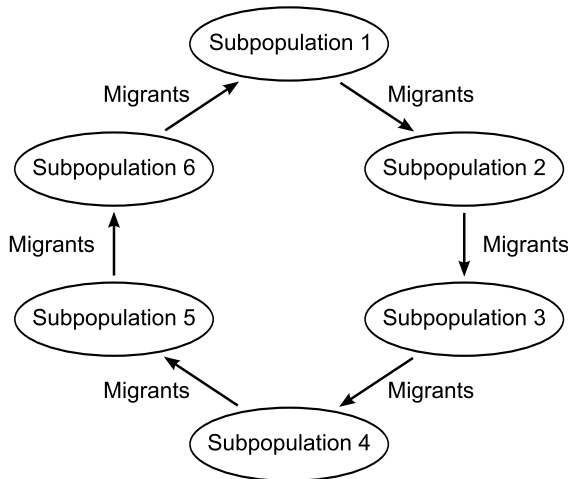 Subpopulation 1
Migrants
Migrants
Subpopulation 6
Subpopulation 2
Migrants
Migrants
Subpopulation 5
Subpopulation 3
Migrants
Migrants
Subpopulation 4